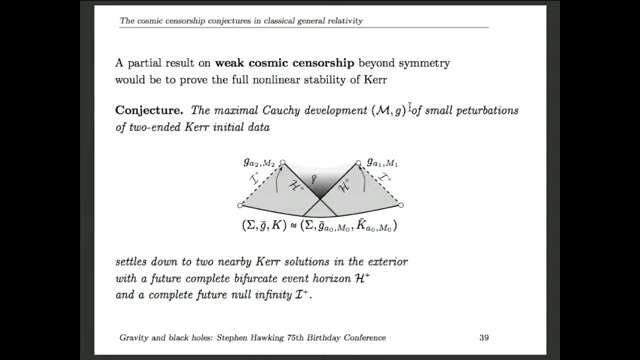 The cosmic censorship conjectures in classical general relativity
A partial result on weak cosmic censorship beyond symmetry
would be to prove the full nonlinear stability of Kerr
Conjecture. The maximal Cauchy development (M, g) of small peturbations
of two-ended Kerr initial data
g_{a_2,M_2} g_{a_1,M_1}
I⁺ H⁺ ? H⁺ I⁺
(Σ, ḡ, K) ≈ (Σ, ḡ_{a_0,M_0}, K̄_{a_0,M_0})
settles down to two nearby Kerr solutions in the exterior
with a future complete bifurcate event horizon H⁺
and a complete future null infinity I⁺.
Gravity and black holes: Stephen Hawking 75th Birthday Conference 39